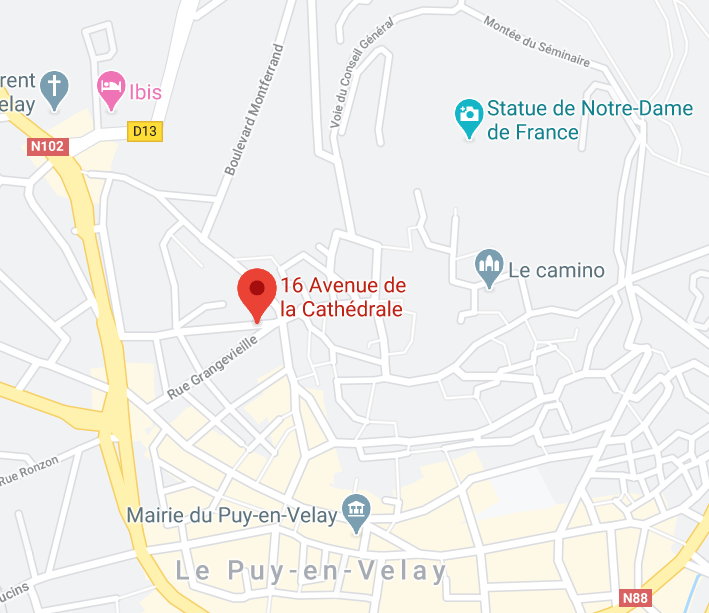 Montée du Séminaire
Voie du Conseil Général
Boulevard Montferrand
rent
elay
Ibis
Statue de Notre-Dame
de France
D13
N102
Le camino
16 Avenue de
la Cathédrale
Rue Grangevieille
Rue Ronzon
Mairie du Puy-en-Velay
Le Puy-en-Velay
ucins
N88